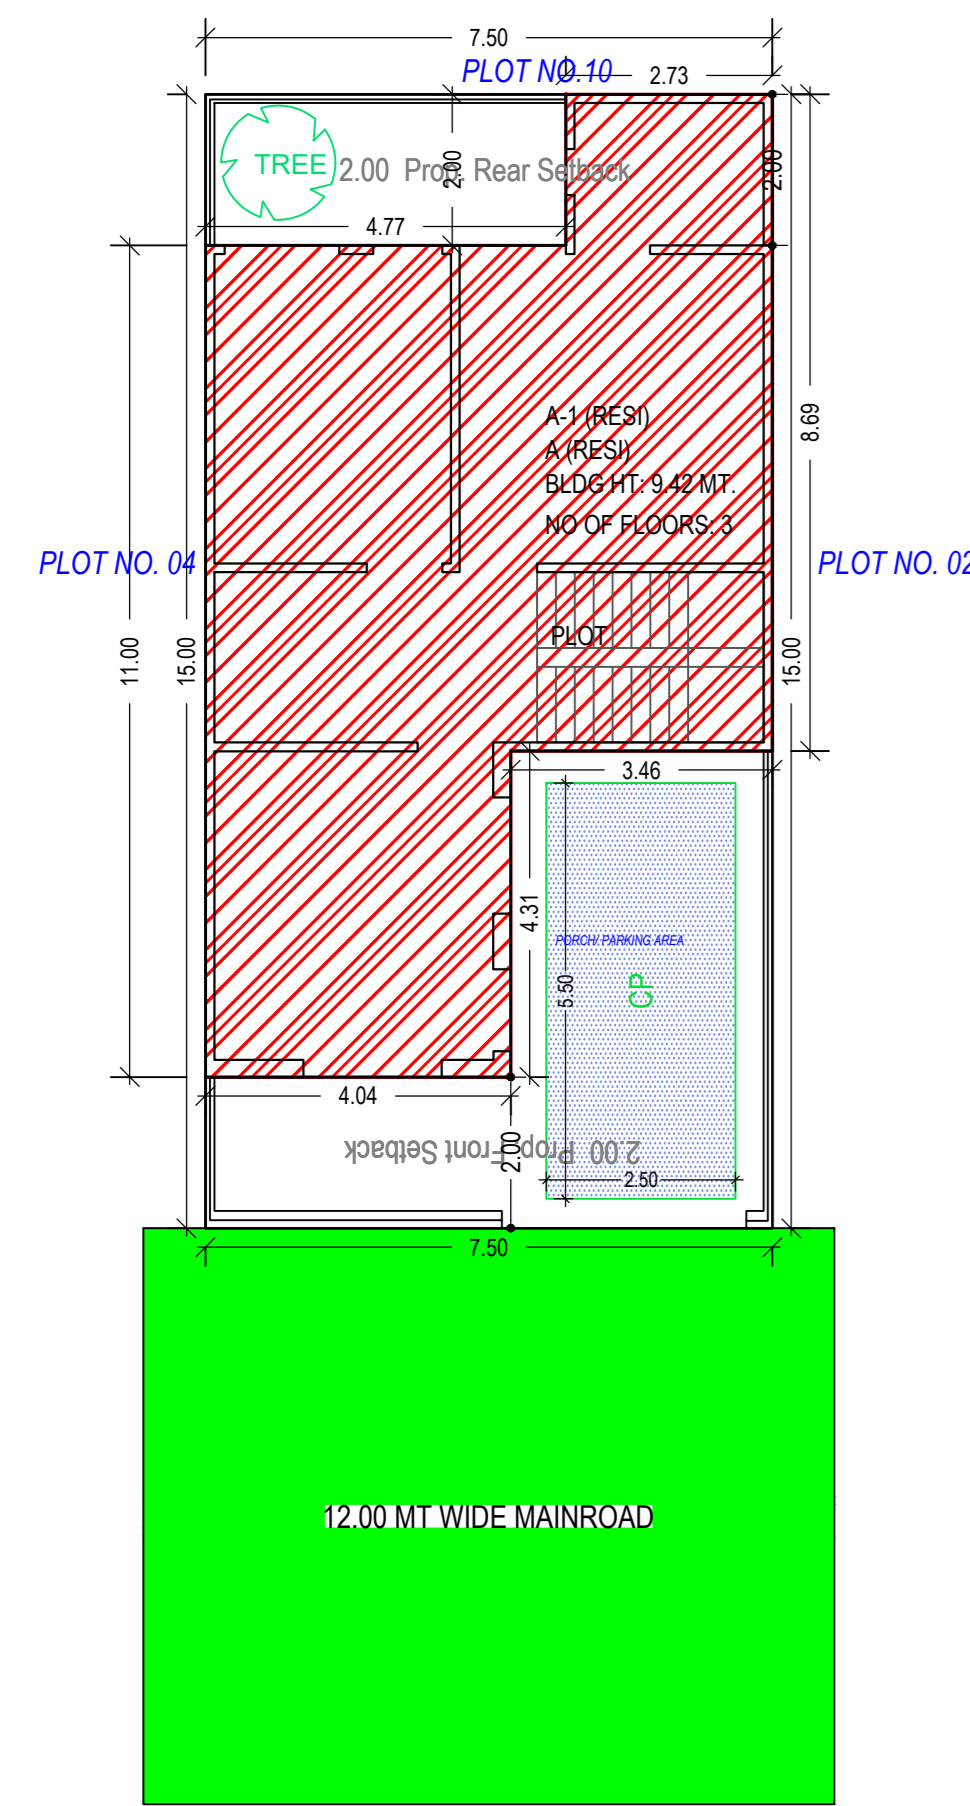 7.50
PLOT NO.10
2.73
TREE
2.00 Prop. Rear Setback
2.00
2.00
4.77
A-1 (RESI)
A (RESI)
BLDG HT: 9.42 MT.
NO OF FLOORS: 3
8.69
PLOT NO. 04
PLOT NO. 02
11.00
15.00
PLOT
15.00
3.46
4.31
PORCH/ PARKING AREA
5.50
CP
4.04
2.00 Prop Front Setback
2.00
2.50
7.50
12.00 MT WIDE MAINROAD